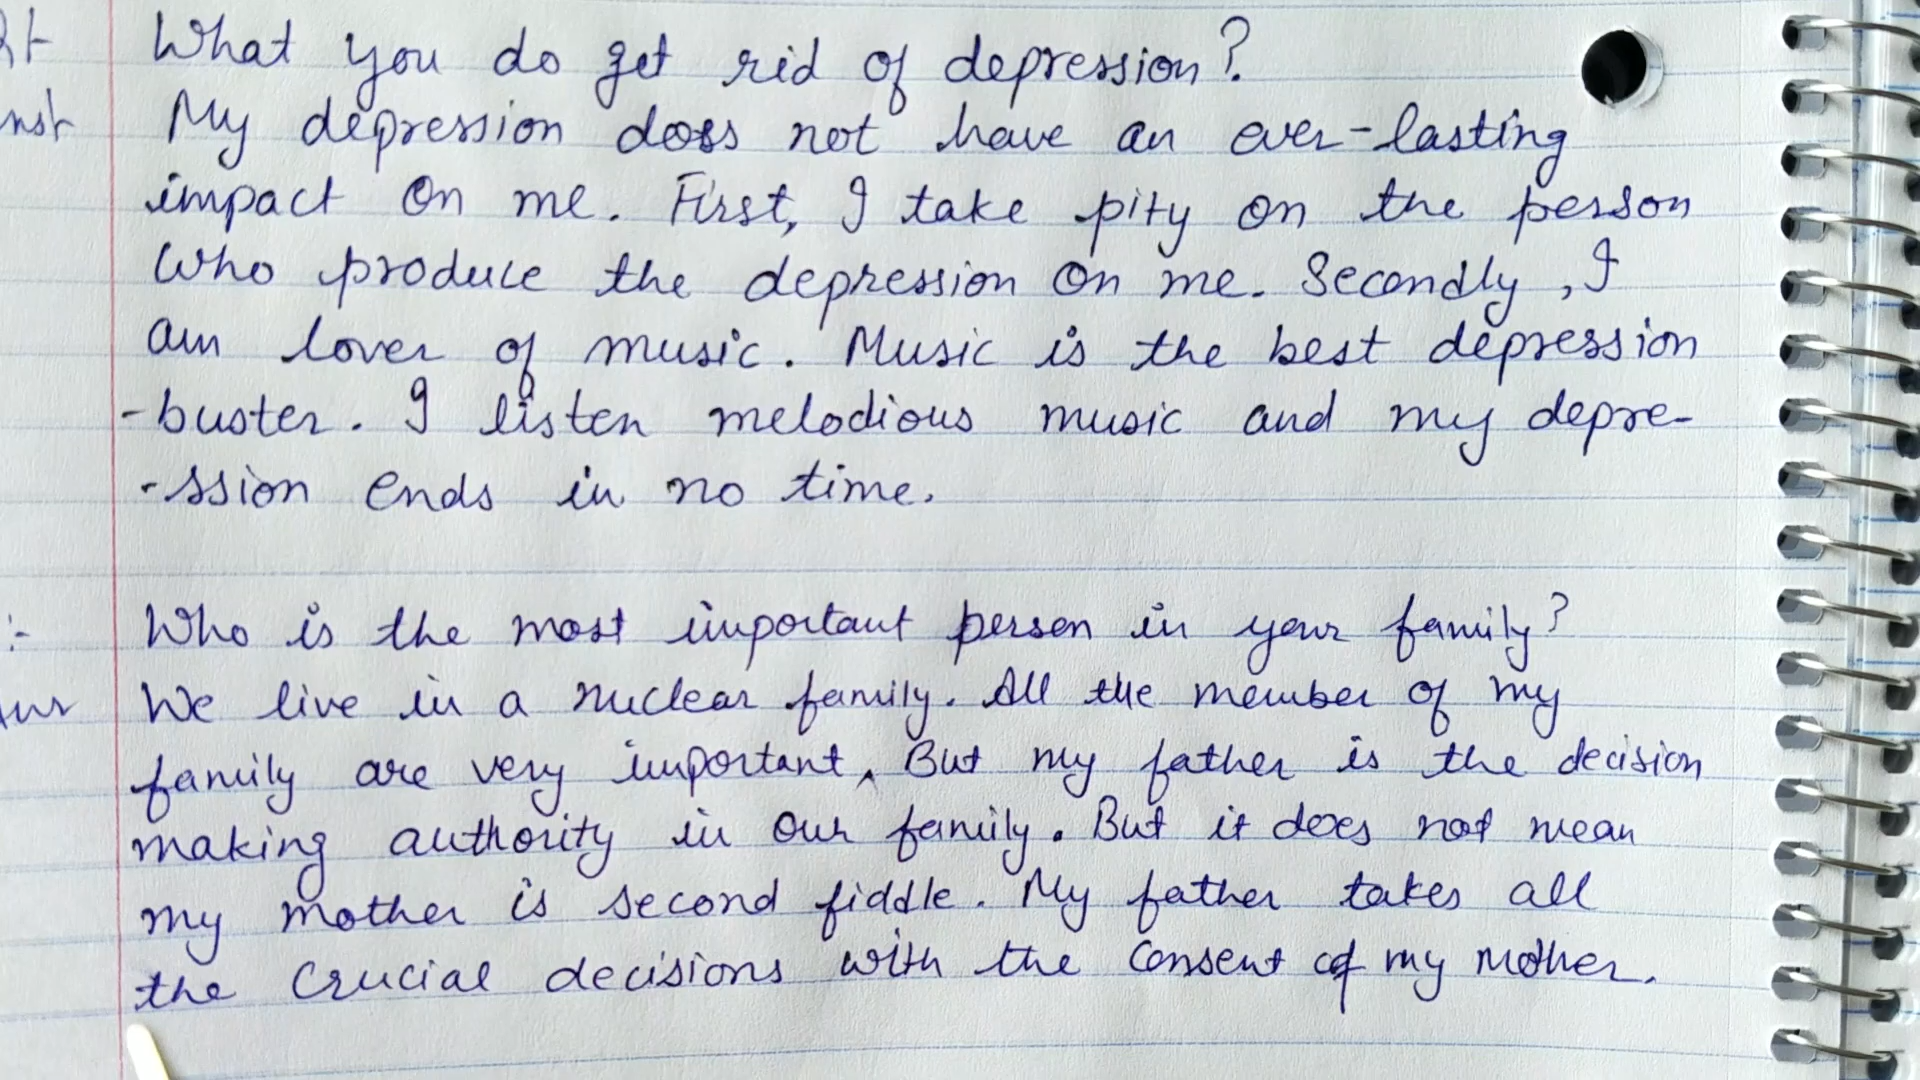 What you do get rid of depression?
My depression does not have an ever-lasting
impact on me. First, I take pity on the person
who produce the depression on me. Secondly, I
am lover of music. Music is the best depression
-buster. I listen melodious music and my depre-
-ssion ends in no time.
:- Who is the most important person in your family?
We live in a nuclear family. All the member of my
family are very important. But my father is the decision
making authority in our family. But it does not mean
my mother is second fiddle. My father takes all
the crucial decisions with the consent of my mother.